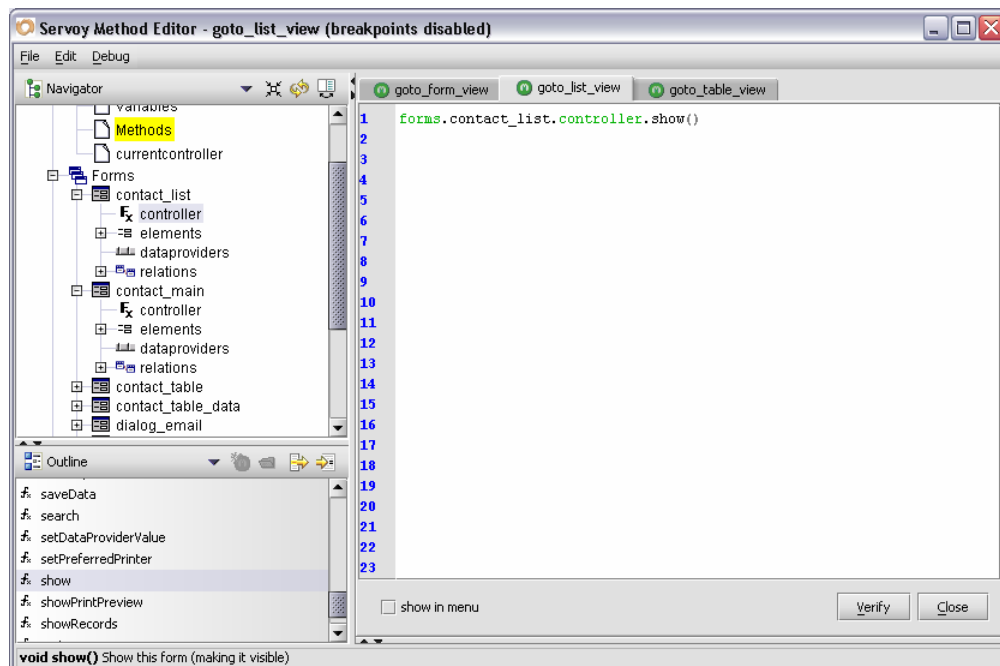 Servoy Method Editor - goto_list_view (breakpoints disabled)
File Edit Debug
Navigator
variables
Methods
currentcontroller
Forms
contact_list
controller
elements
dataproviders
relations
contact_main
controller
elements
dataproviders
relations
contact_table
contact_table_data
dialog_email
Outline
saveData
search
setDataProviderValue
setPreferredPrinter
show
showPrintPreview
showRecords
goto_form_view goto_list_view goto_table_view
1 forms.contact_list.controller.show()
2
3
4
5
6
7
8
9
10
11
12
13
14
15
16
17
18
19
20
21
22
23
show in menu
Verify Close
void show() Show this form (making it visible)